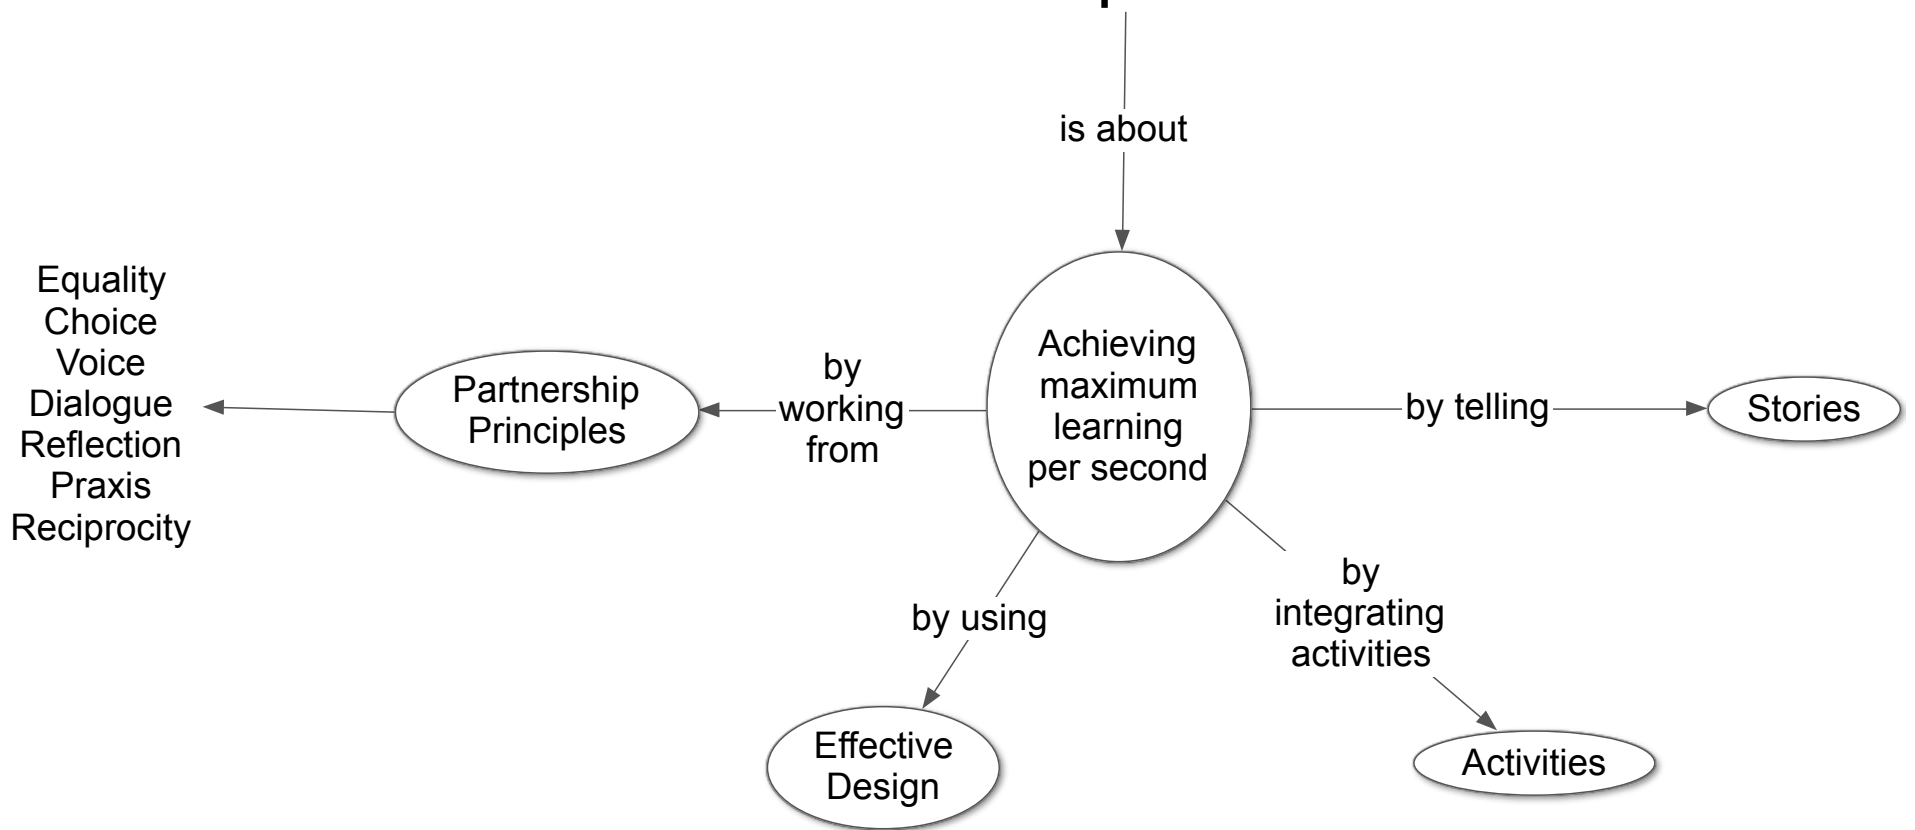 is about
Equality
Choice
Voice
Dialogue
Reflection
Praxis
Reciprocity
Partnership
Principles
by
working
from
Achieving
maximum
learning
per second
by telling
Stories
by using
by
integrating
activities
Effective
Design
Activities